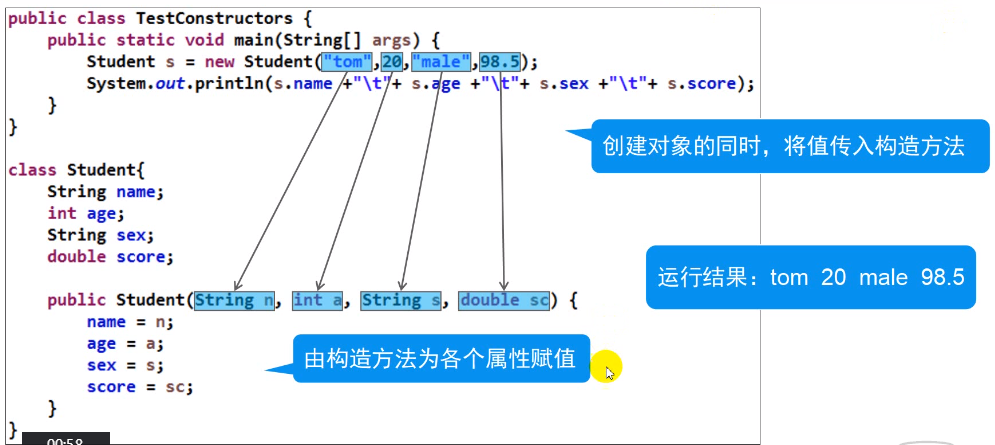 public class TestConstructors {
    public static void main(String[] args) {
        Student s = new Student("tom",20,"male",98.5);
        System.out.println(s.name +"\t"+ s.age +"\t"+ s.sex +"\t"+ s.score);
    }
}
创建对象的同时，将值传入构造方法
class Student{
    String name;
    int age;
    String sex;
    double score;
运行结果：tom 20 male 98.5
    public Student(String n, int a, String s, double sc) {
        name = n;
        age = a;
        sex = s;
        score = sc;
由构造方法为各个属性赋值
    }
}
00:58